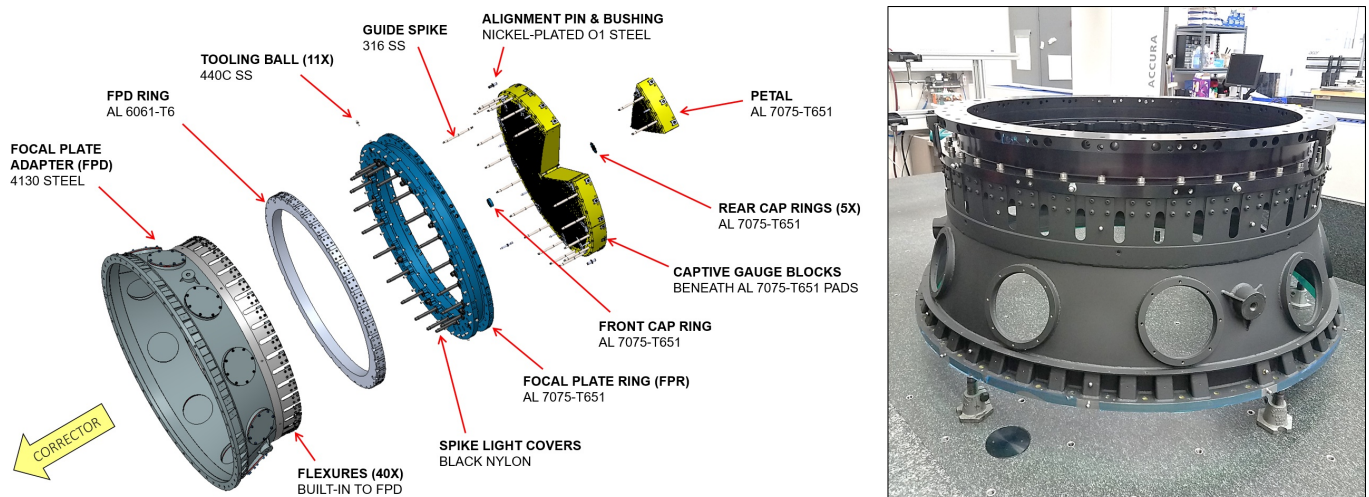 ALIGNMENT PIN & BUSHING
NICKEL-PLATED O1 STEEL
GUIDE SPIKE
316 SS
TOOLING BALL (11X)
440C SS
FPD RING
AL 6061-T6
PETAL
AL 7075-T651
FOCAL PLATE
ADAPTER (FPD)
4130 STEEL
REAR CAP RINGS (5X)
AL 7075-T651
CAPTIVE GAUGE BLOCKS
BENEATH AL 7075-T651 PADS
FRONT CAP RING
AL 7075-T651
FOCAL PLATE RING (FPR)
AL 7075-T651
SPIKE LIGHT COVERS
BLACK NYLON
FLEXURES (40X)
BUILT-IN TO FPD
CORRECTOR
ACCURA